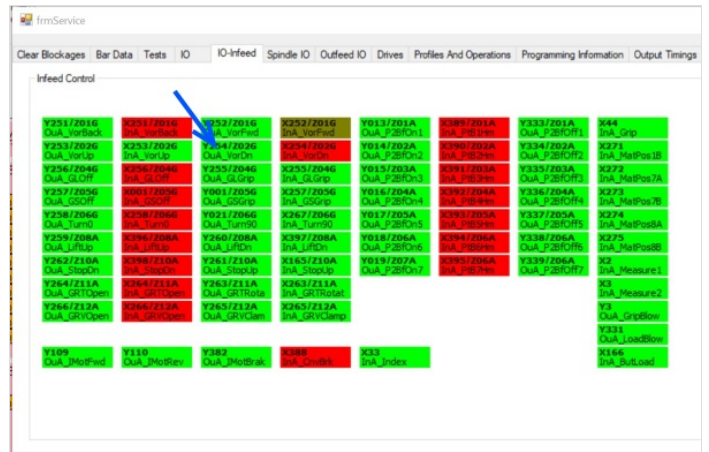 frmService
Clear Blockages Bar Data Tests IO IO-Infeed Spindle IO Outfeed IO Drives Profiles And Operations Programming Information Output Timings
Infeed Control
Y251/Z01G X251/Z01G Y252/Z01G X252/Z01G Y013/Z01A X389/Z01A Y333/Z01A X44
OuA_VorBack InA_VorBack OuA_VorFwd InA_VorFwd OuA_P2BfOn1 InA_PtB1Hm OuA_P2BfOff1 InA_Grip
Y253/Z02G X253/Z02G Y254/Z02G X254/Z02G Y014/Z02A X390/Z02A Y334/Z02A X271
OuA_VorUp InA_VorUp OuA_VorDn InA_VorDn OuA_P2BfOn2 InA_PtB2Hm OuA_P2BfOff2 InA_MatPos1B
Y256/Z04G X256/Z04G Y255/Z04G X255/Z04G Y015/Z03A X391/Z03A Y335/Z03A X272
OuA_GLOff InA_GLOff OuA_GLGrip InA_GLGrip OuA_P2BfOn3 InA_PtB3Hm OuA_P2BfOff3 InA_MatPos7A
Y257/Z05G X001/Z05G Y001/Z05G X257/Z05G Y016/Z04A X392/Z04A Y336/Z04A X273
OuA_GSOff InA_GSOff OuA_GSGrip InA_GSGrip OuA_P2BfOn4 InA_PtB4Hm OuA_P2BfOff4 InA_MatPos7B
Y258/Z06G X258/Z06G Y021/Z06G X267/Z06G Y017/Z05A X393/Z05A Y337/Z05A X274
OuA_Turn0 InA_Turn0 OuA_Turn90 InA_Turn90 OuA_P2BfOn5 InA_PtB5Hm OuA_P2BfOff5 InA_MatPos8A
Y259/Z08A X396/Z08A Y260/Z08A X397/Z08A Y018/Z06A X394/Z06A Y338/Z06A X275
OuA_LiftUp InA_LiftUp OuA_LiftDn InA_LiftDn OuA_P2BfOn6 InA_PtB6Hm OuA_P2BfOff6 InA_MatPos8B
Y262/Z10A X398/Z10A Y261/Z10A X165/Z10A Y019/Z07A X395/Z06A Y339/Z06A X2
OuA_StopDn InA_StopDn OuA_StopUp InA_StopUp OuA_P2BfOn7 InA_PtB7Hm OuA_P2BfOff7 InA_Measure1
Y264/Z11A X264/Z11A Y263/Z11A X263/Z11A X3
OuA_GRTOpen InA_GRTOpen OuA_GRTRota InA_GRTRotat InA_Measure2
Y266/Z12A X266/Z12A Y265/Z12A X265/Z12A Y3
OuA_GRVOpen InA_GRVOpen OuA_GRVClam InA_GRVClamp OuA_GripBlow
Y331
OuA_LoadBlow
Y109 Y110 Y382 X388 X33 X166
OuA_IMotFwd OuA_IMotRev OuA_IMotBrak InA_CnvBrk InA_Index InA_ButLoad